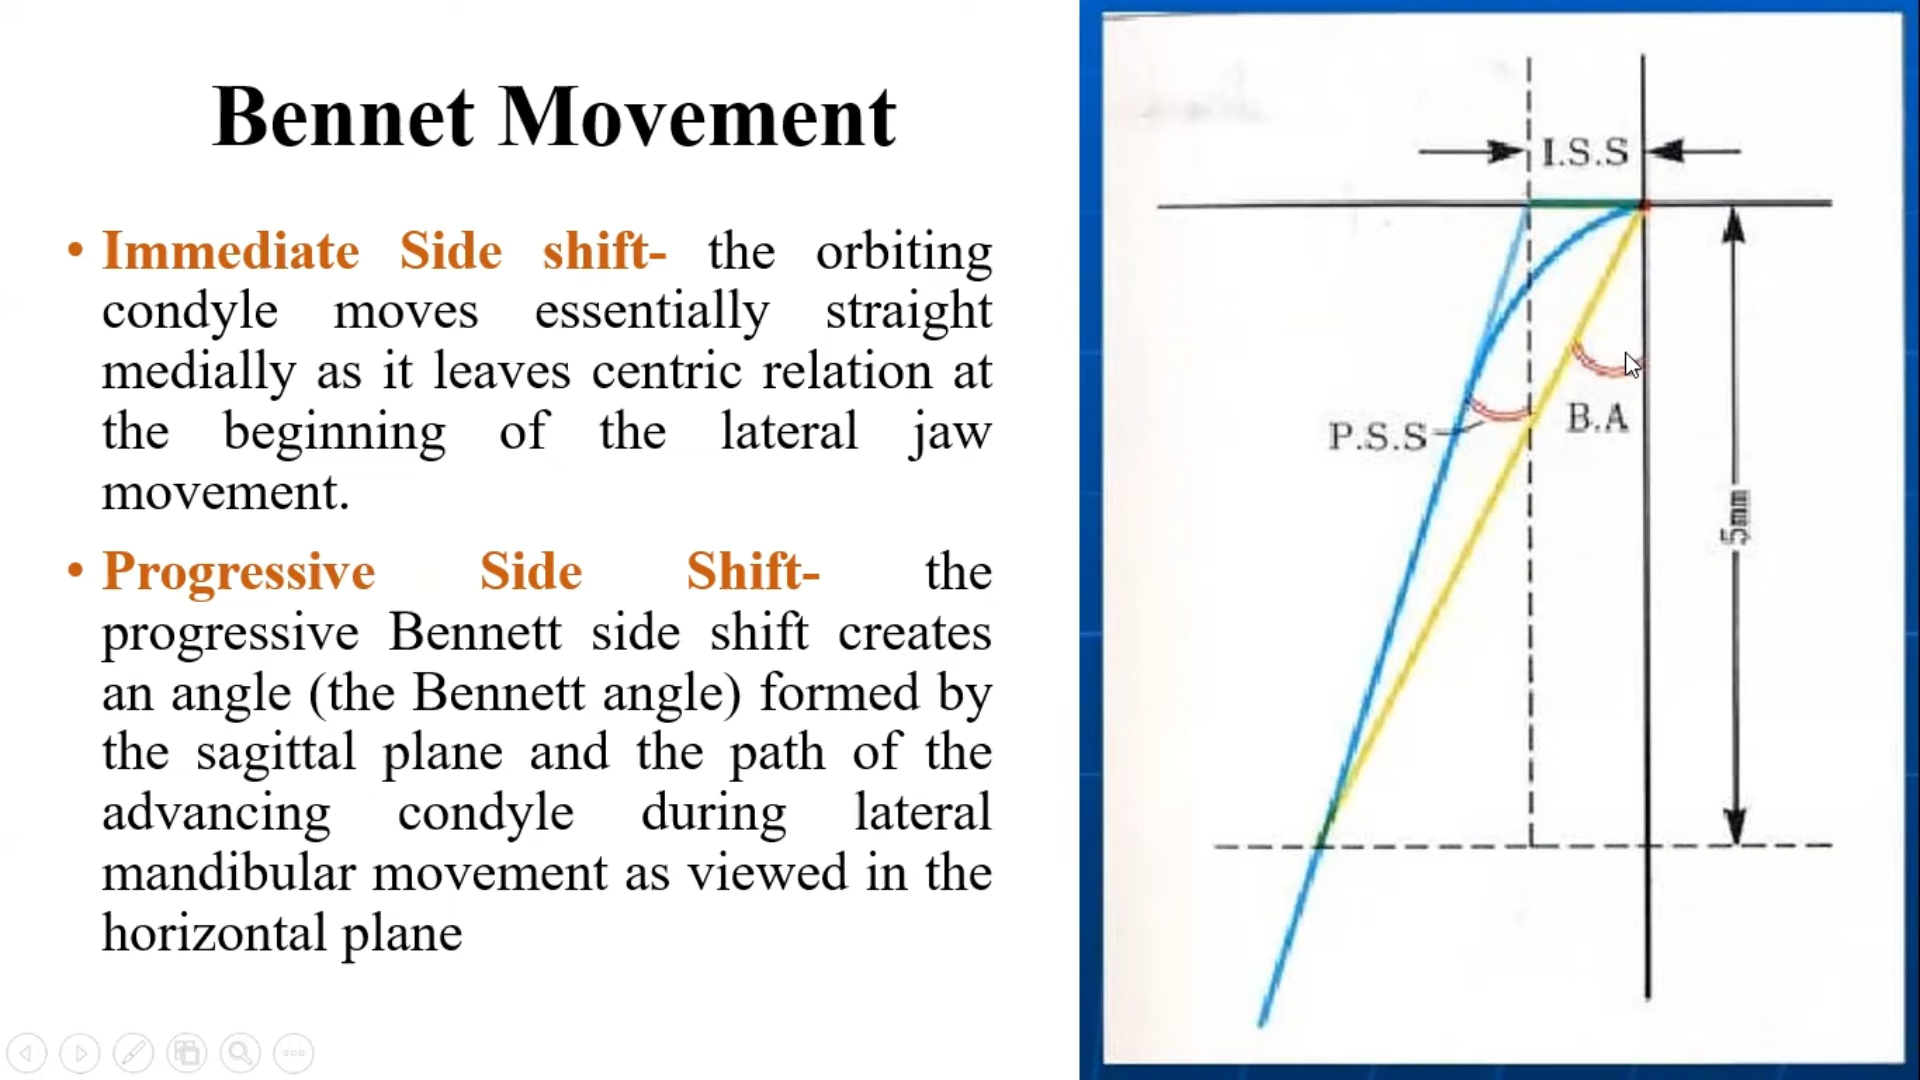 Bennet Movement
• Immediate Side shift- the orbiting
condyle moves essentially straight
medially as it leaves centric relation at
the beginning of the lateral jaw
movement.
• Progressive Side Shift- the
progressive Bennett side shift creates
an angle (the Bennett angle) formed by
the sagittal plane and the path of the
advancing condyle during lateral
mandibular movement as viewed in the
horizontal plane
I.S.S
P.S.S
B.A
5mm